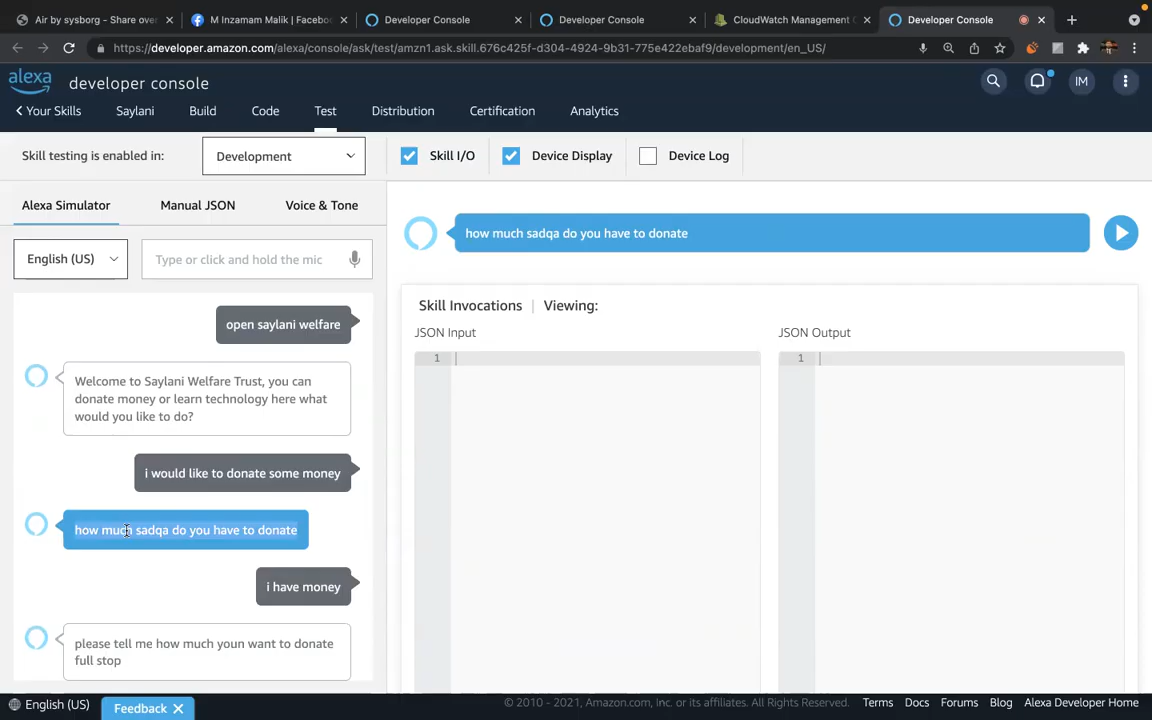 Air by sysborg - Share over
M Inzamam Malik | Faceboo
Developer Console
Developer Console
CloudWatch Management C
Developer Console
https://developer.amazon.com/alexa/console/ask/test/amzn1.ask.skill.676c425f-d304-4924-9b31-775e422ebaf9/development/en_US/
alexa developer console
IM
Your Skills
Saylani
Build
Code
Test
Distribution
Certification
Analytics
Skill testing is enabled in:
Development
Skill I/O
Device Display
Device Log
Alexa Simulator
Manual JSON
Voice & Tone
English (US)
Type or click and hold the mic
open saylani welfare
Welcome to Saylani Welfare Trust, you can
donate money or learn technology here what
would you like to do?
i would like to donate some money
how much sadqa do you have to donate
i have money
please tell me how much youn want to donate
full stop
how much sadqa do you have to donate
Skill Invocations | Viewing:
JSON Input
JSON Output
1
1
English (US)
Feedback
© 2010 - 2021, Amazon.com, Inc. or its affiliates. All Rights Reserved.
Terms
Docs
Forums
Blog
Alexa Developer Home